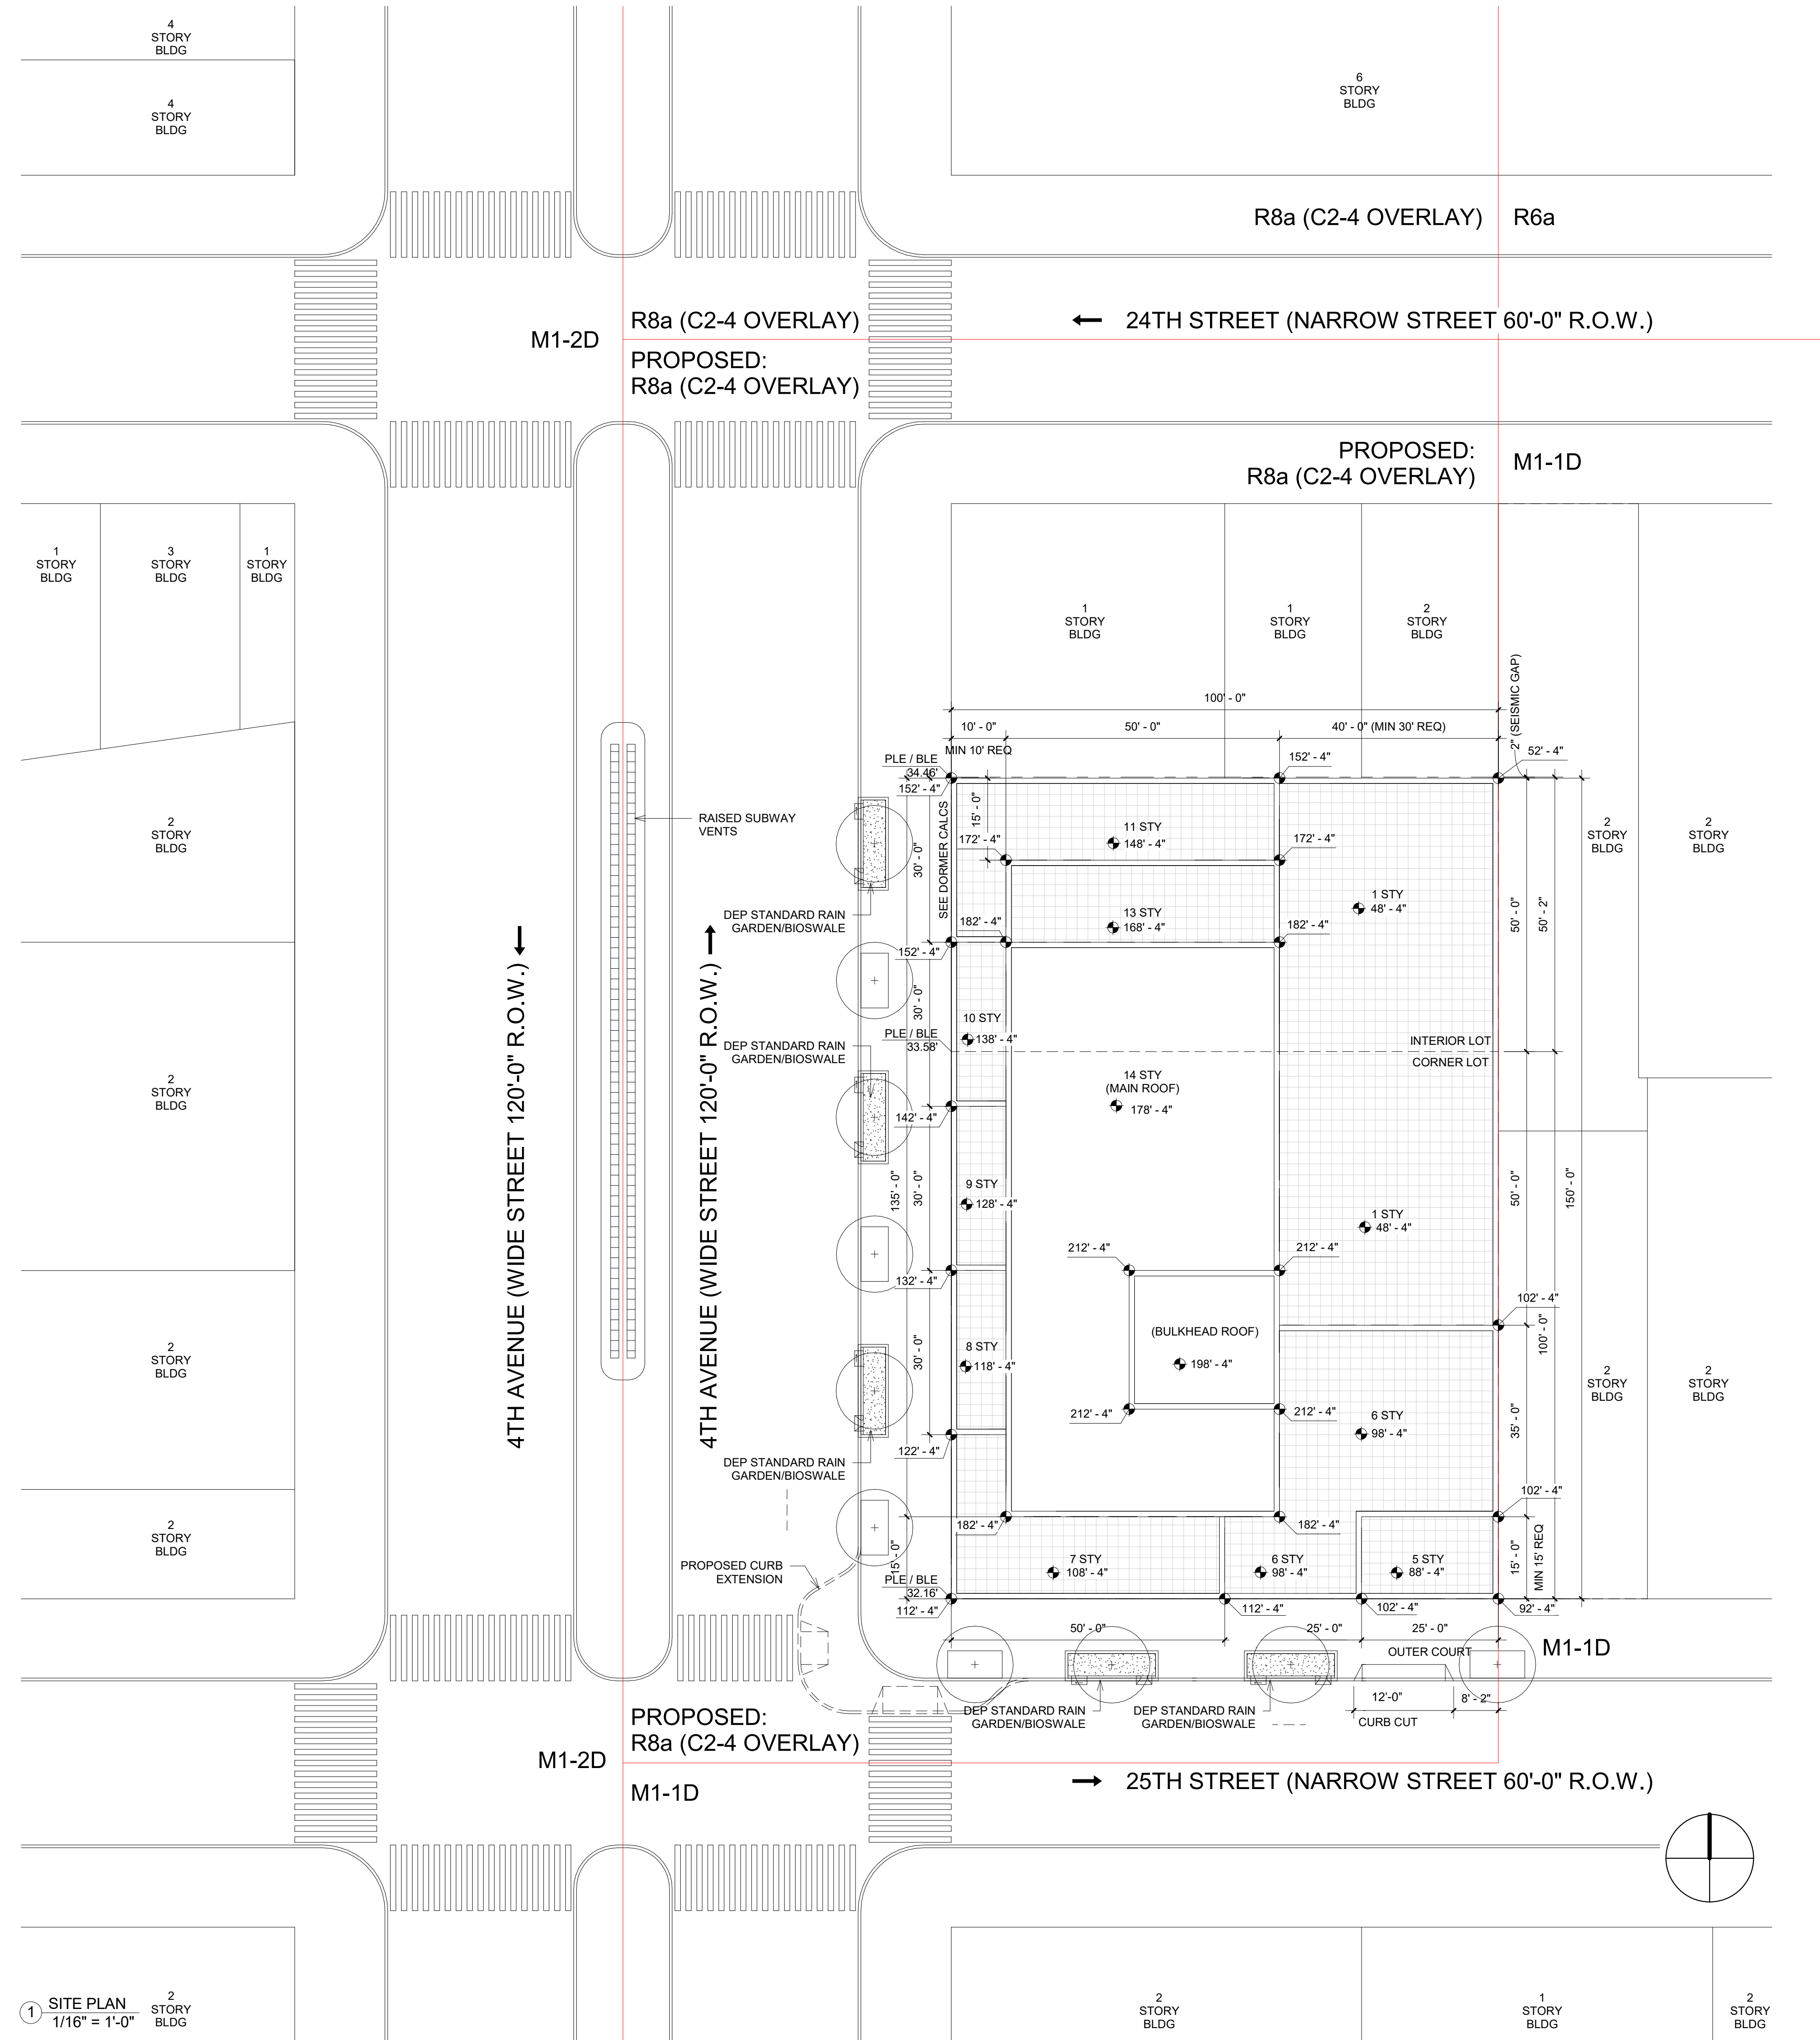 4
STORY
BLDG
4
STORY
BLDG
6
STORY
BLDG
R8a (C2-4 OVERLAY)
R6a
M1-2D
R8a (C2-4 OVERLAY)
PROPOSED:
R8a (C2-4 OVERLAY)
24TH STREET (NARROW STREET 60'-0" R.O.W.)
PROPOSED:
R8a (C2-4 OVERLAY)
M1-1D
1
STORY
BLDG
3
STORY
BLDG
1
STORY
BLDG
1
STORY
BLDG
1
STORY
BLDG
2
STORY
BLDG
2" (SEISMIC GAP)
100' - 0"
10' - 0"
50' - 0"
40' - 0" (MIN 30' REQ)
MIN 10' REQ
PLE / BLE
34.46'
152' - 4"
152' - 4"
52' - 4"
RAISED SUBWAY
VENTS
SEE DORMER CALCS
15' - 0"
30' - 0"
11 STY
148' - 4"
172' - 4"
172' - 4"
2
STORY
BLDG
2
STORY
BLDG
2
STORY
BLDG
1 STY
48' - 4"
50' - 0"
50' - 2"
DEP STANDARD RAIN
GARDEN/BIOSWALE
13 STY
168' - 4"
182' - 4"
182' - 4"
152' - 4"
30' - 0"
4TH AVENUE (WIDE STREET 120'-0" R.O.W.)
4TH AVENUE (WIDE STREET 120'-0" R.O.W.)
10 STY
138' - 4"
PLE / BLE
33.58'
DEP STANDARD RAIN
GARDEN/BIOSWALE
INTERIOR LOT
CORNER LOT
14 STY
(MAIN ROOF)
178' - 4"
2
STORY
BLDG
142' - 4"
135' - 0"
30' - 0"
9 STY
128' - 4"
1 STY
48' - 4"
50' - 0"
150' - 0"
212' - 4"
212' - 4"
132' - 4"
102' - 4"
100' - 0"
(BULKHEAD ROOF)
198' - 4"
8 STY
118' - 4"
30' - 0"
2
STORY
BLDG
2
STORY
BLDG
2
STORY
BLDG
212' - 4"
212' - 4"
6 STY
98' - 4"
35' - 0"
122' - 4"
DEP STANDARD RAIN
GARDEN/BIOSWALE
102' - 4"
182' - 4"
182' - 4"
2
STORY
BLDG
15' - 0"
PROPOSED CURB
EXTENSION
7 STY
108' - 4"
6 STY
98' - 4"
5 STY
88' - 4"
15' - 0"
MIN 15' REQ
PLE / BLE
32.16'
112' - 4"
112' - 4"
102' - 4"
92' - 4"
50' - 0"
25' - 0"
25' - 0"
OUTER COURT
M1-1D
12'-0"
8' - 2"
CURB CUT
DEP STANDARD RAIN
GARDEN/BIOSWALE
DEP STANDARD RAIN
GARDEN/BIOSWALE
PROPOSED:
R8a (C2-4 OVERLAY)
M1-2D
M1-1D
25TH STREET (NARROW STREET 60'-0" R.O.W.)
1
SITE PLAN
1/16" = 1'-0"
2
STORY
BLDG
2
STORY
BLDG
1
STORY
BLDG
2
STORY
BLDG